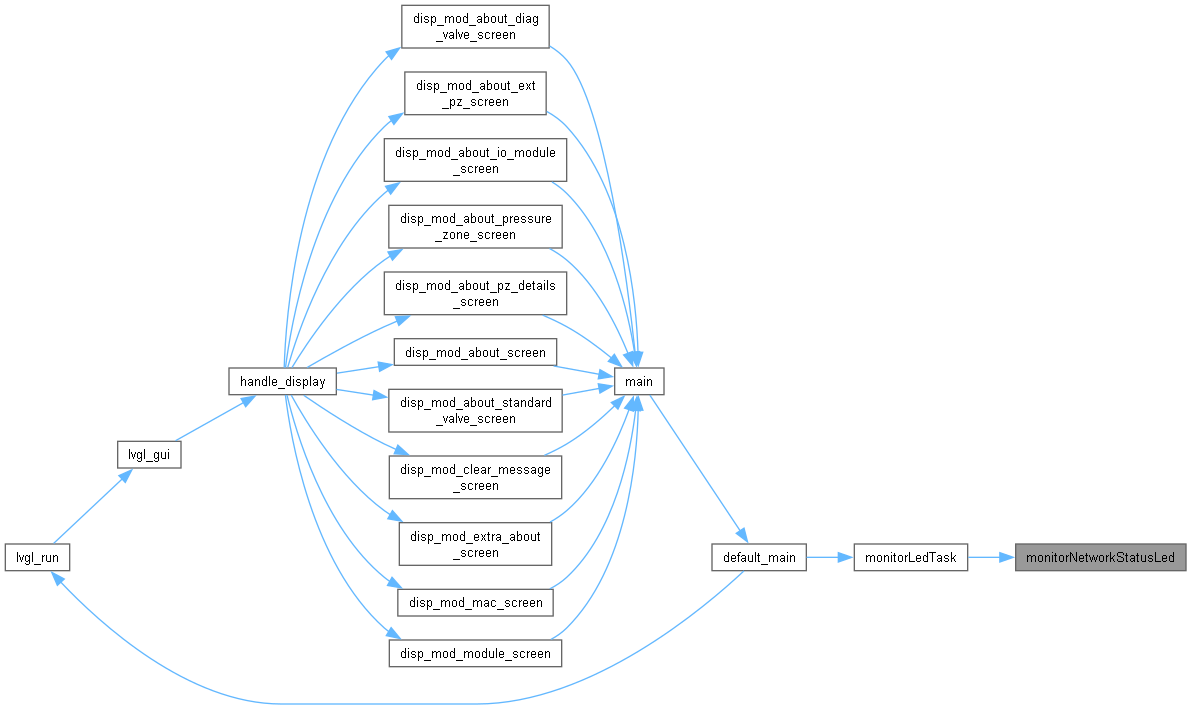 disp_mod_about_diag
_valve_screen
disp_mod_about_ext
_pz_screen
disp_mod_about_io_module
_screen
disp_mod_about_pressure
_zone_screen
disp_mod_about_pz_details
_screen
disp_mod_about_screen
handle_display
main
disp_mod_about_standard
_valve_screen
lvgl_gui
disp_mod_clear_message
_screen
disp_mod_extra_about
_screen
lvgl_run
default_main
monitorLedTask
monitorNetworkStatusLed
disp_mod_mac_screen
disp_mod_module_screen